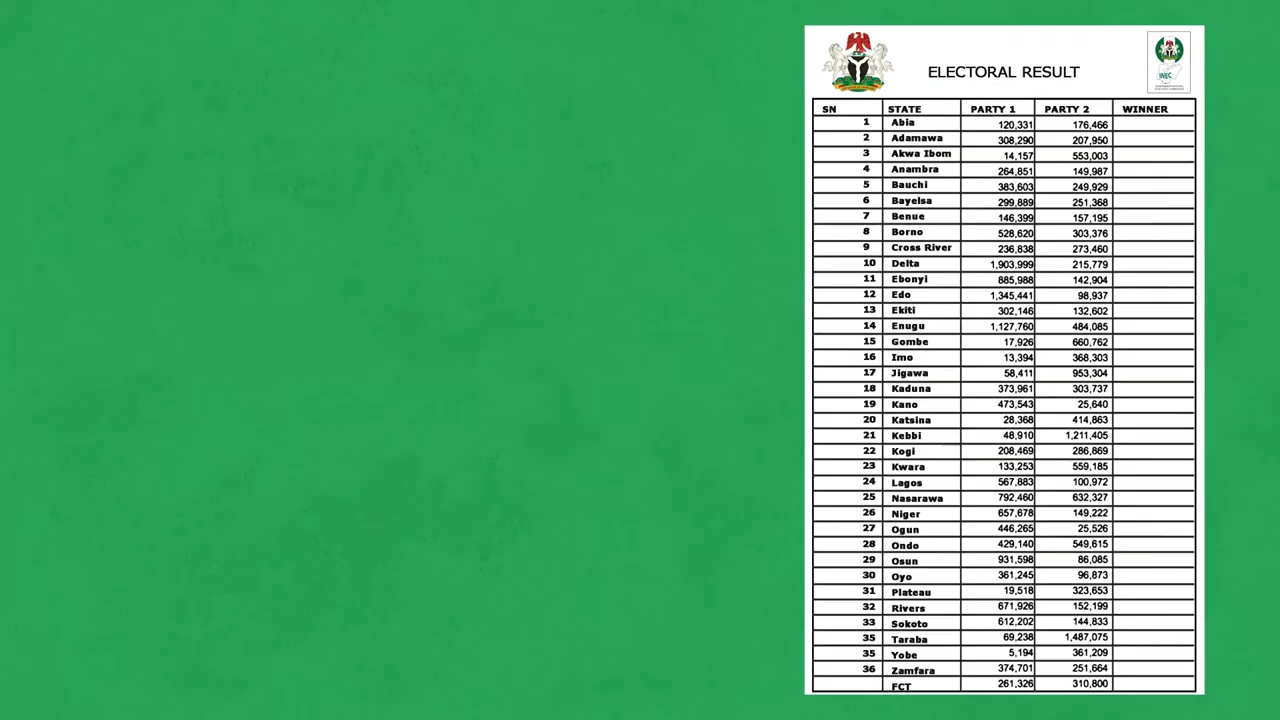 ELECTORAL RESULT
INEC
SN STATE PARTY 1 PARTY 2 WINNER
1 Abia 120,331 176,466
2 Adamawa 308,290 207,950
3 Akwa Ibom 14,157 553,003
4 Anambra 264,851 149,987
5 Bauchi 383,603 249,929
6 Bayelsa 299,889 251,368
7 Benue 146,399 157,195
8 Borno 528,620 303,376
9 Cross River 236,838 273,460
10 Delta 1,903,999 215,779
11 Ebonyi 885,988 142,904
12 Edo 1,345,441 98,937
13 Ekiti 302,146 132,602
14 Enugu 1,127,760 484,085
15 Gombe 17,926 660,762
16 Imo 13,394 368,303
17 Jigawa 58,411 953,304
18 Kaduna 373,961 303,737
19 Kano 473,543 25,640
20 Katsina 28,368 414,863
21 Kebbi 48,910 1,211,405
22 Kogi 208,469 286,869
23 Kwara 133,253 559,185
24 Lagos 567,883 100,972
25 Nasarawa 792,460 632,327
26 Niger 657,678 149,222
27 Ogun 446,265 25,526
28 Ondo 429,140 549,615
29 Osun 931,598 86,085
30 Oyo 361,245 96,873
31 Plateau 19,518 323,653
32 Rivers 671,926 152,199
33 Sokoto 612,202 144,833
35 Taraba 69,238 1,487,075
35 Yobe 5,194 361,209
36 Zamfara 374,701 251,664
FCT 261,326 310,800